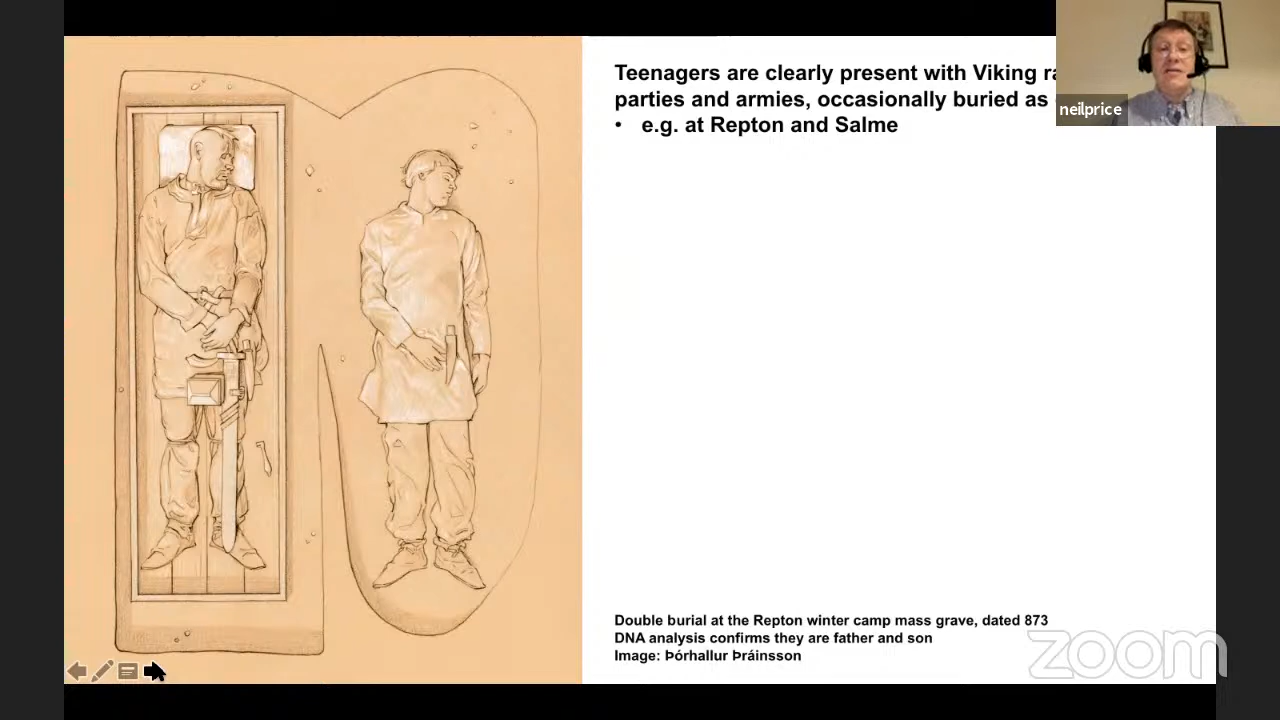 Teenagers are clearly present with Viking
parties and armies, occasionally buried as
• e.g. at Repton and Salme
neilprice
Double burial at the Repton winter camp mass grave, dated 873
DNA analysis confirms they are father and son
Image: Þórhallur Þráinsson
zoom